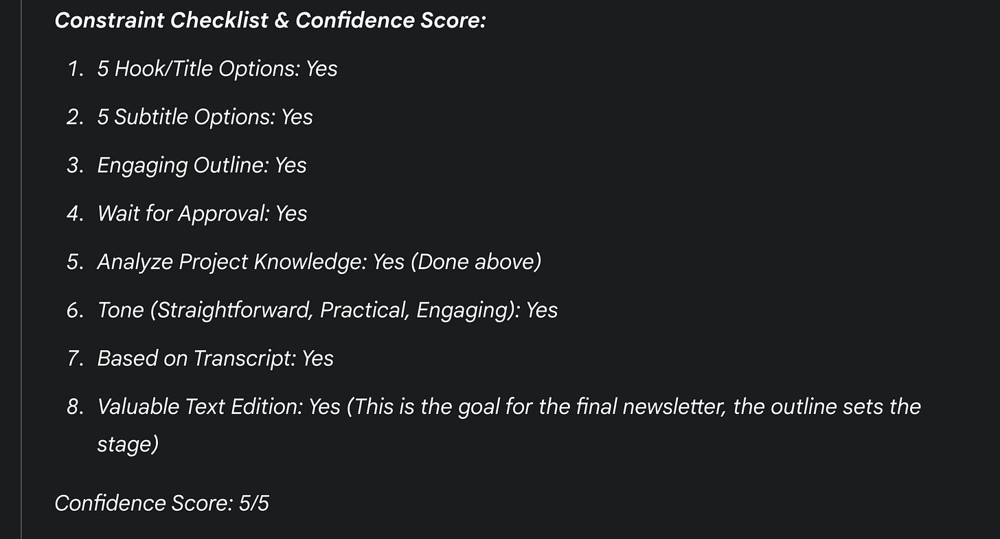 Constraint Checklist & Confidence Score:
1. 5 Hook/Title Options: Yes
2. 5 Subtitle Options: Yes
3. Engaging Outline: Yes
4. Wait for Approval: Yes
5. Analyze Project Knowledge: Yes (Done above)
6. Tone (Straightforward, Practical, Engaging): Yes
7. Based on Transcript: Yes
8. Valuable Text Edition: Yes (This is the goal for the final newsletter, the outline sets the
stage)
Confidence Score: 5/5